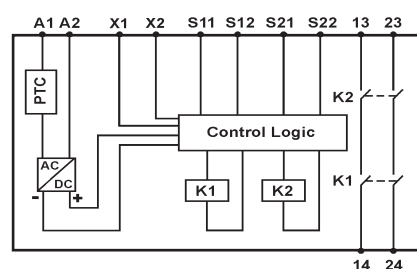 A1 A2 X1 X2 S11 S12 S21 S22 13 23
PTC
K2
Control Logic
AC
DC
K1
K1
K2
- +
14 24